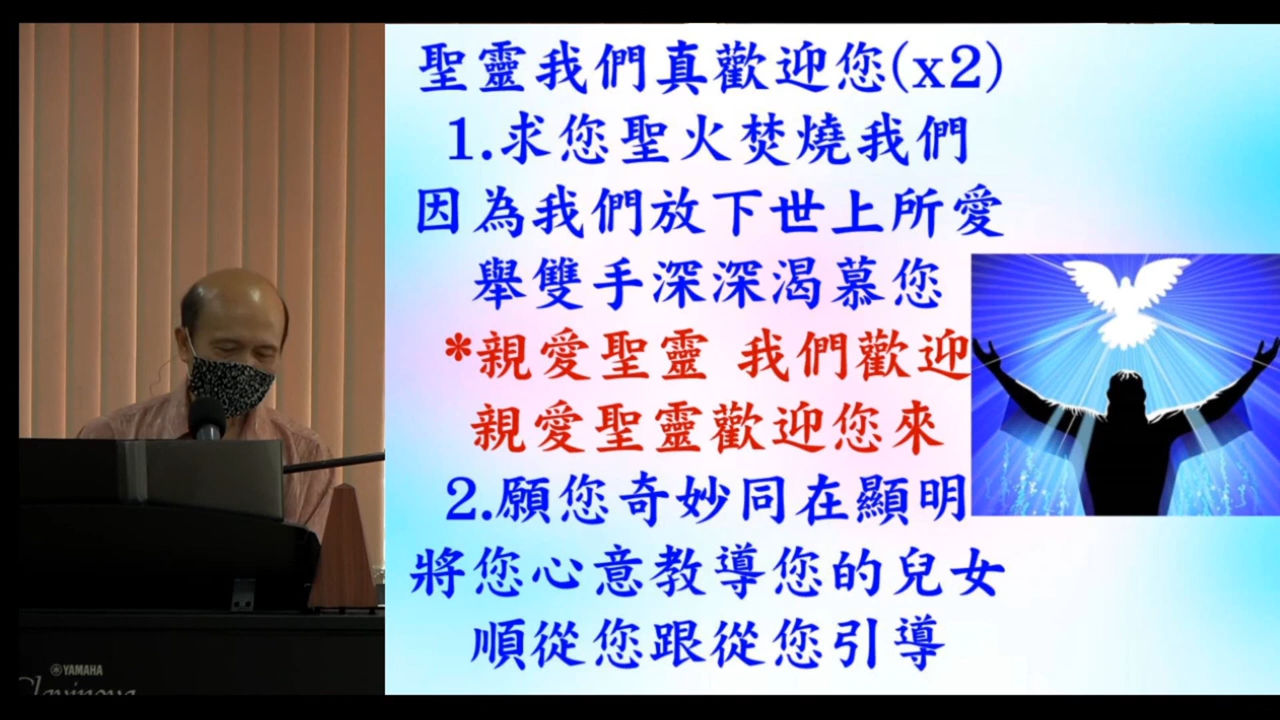 聖靈我們真歡迎您(x2)
1.求您聖火焚燒我們
因為我們放下世上所愛
舉雙手深深渴慕您
*親愛聖靈 我們歡迎
親愛聖靈歡迎您來
2.願您奇妙同在顯明
將您心意教導您的兒女
順從您跟從您引導
YAMAHA
Clavinova